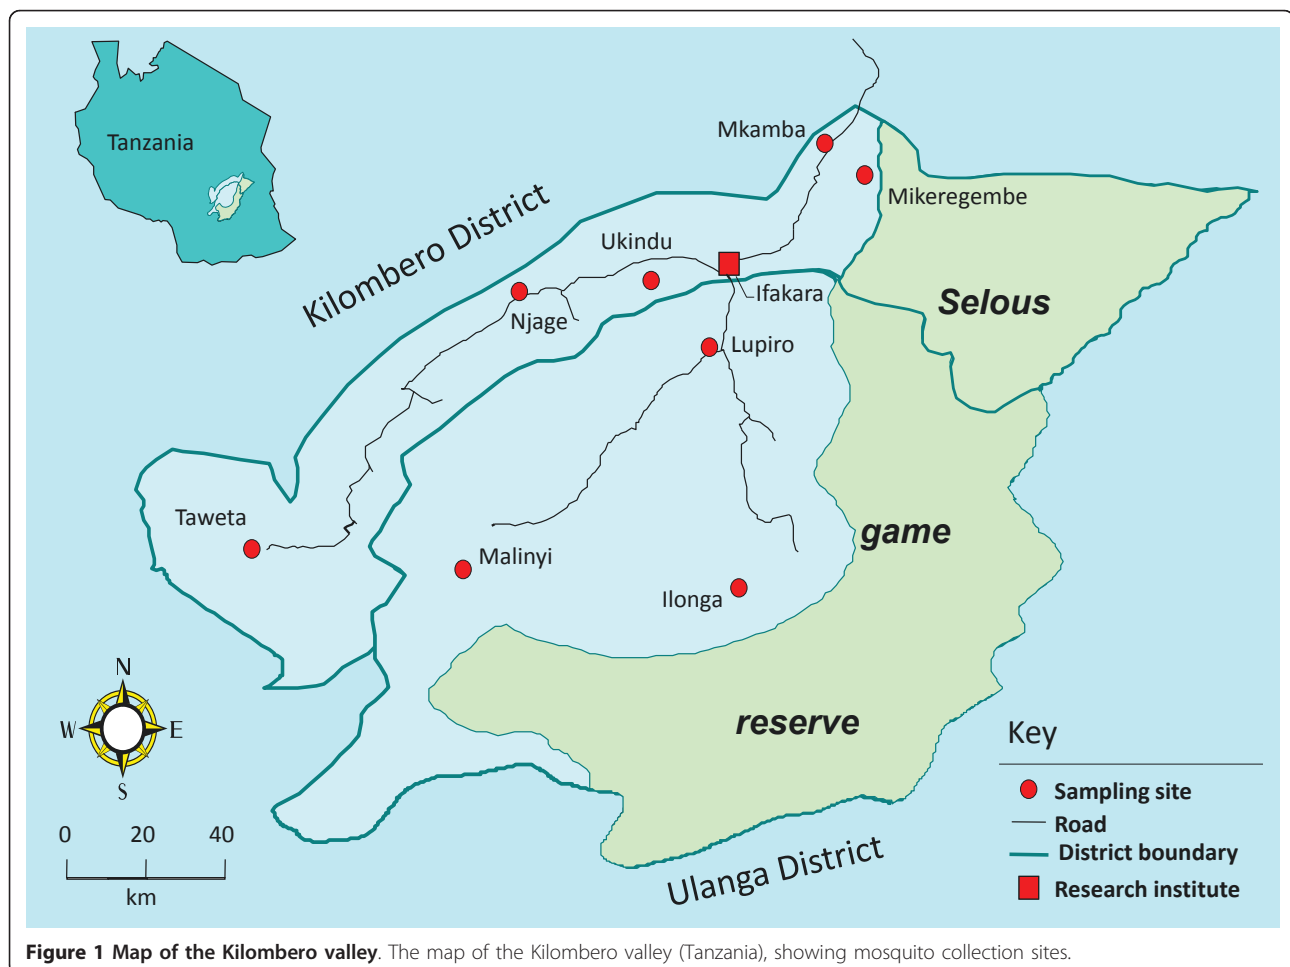 Tanzania
Kilombero District
Mkamba
Mikeregembe
Ukindu
Ifakara
Njage
Selous
Lupiro
Taweta
game
Malinyi
Ilonga
reserve
N
W E
S
0 20 40
km
Ulanga District
Key
Sampling site
Road
District boundary
Research institute
Figure 1 Map of the Kilombero valley. The map of the Kilombero valley (Tanzania), showing mosquito collection sites.